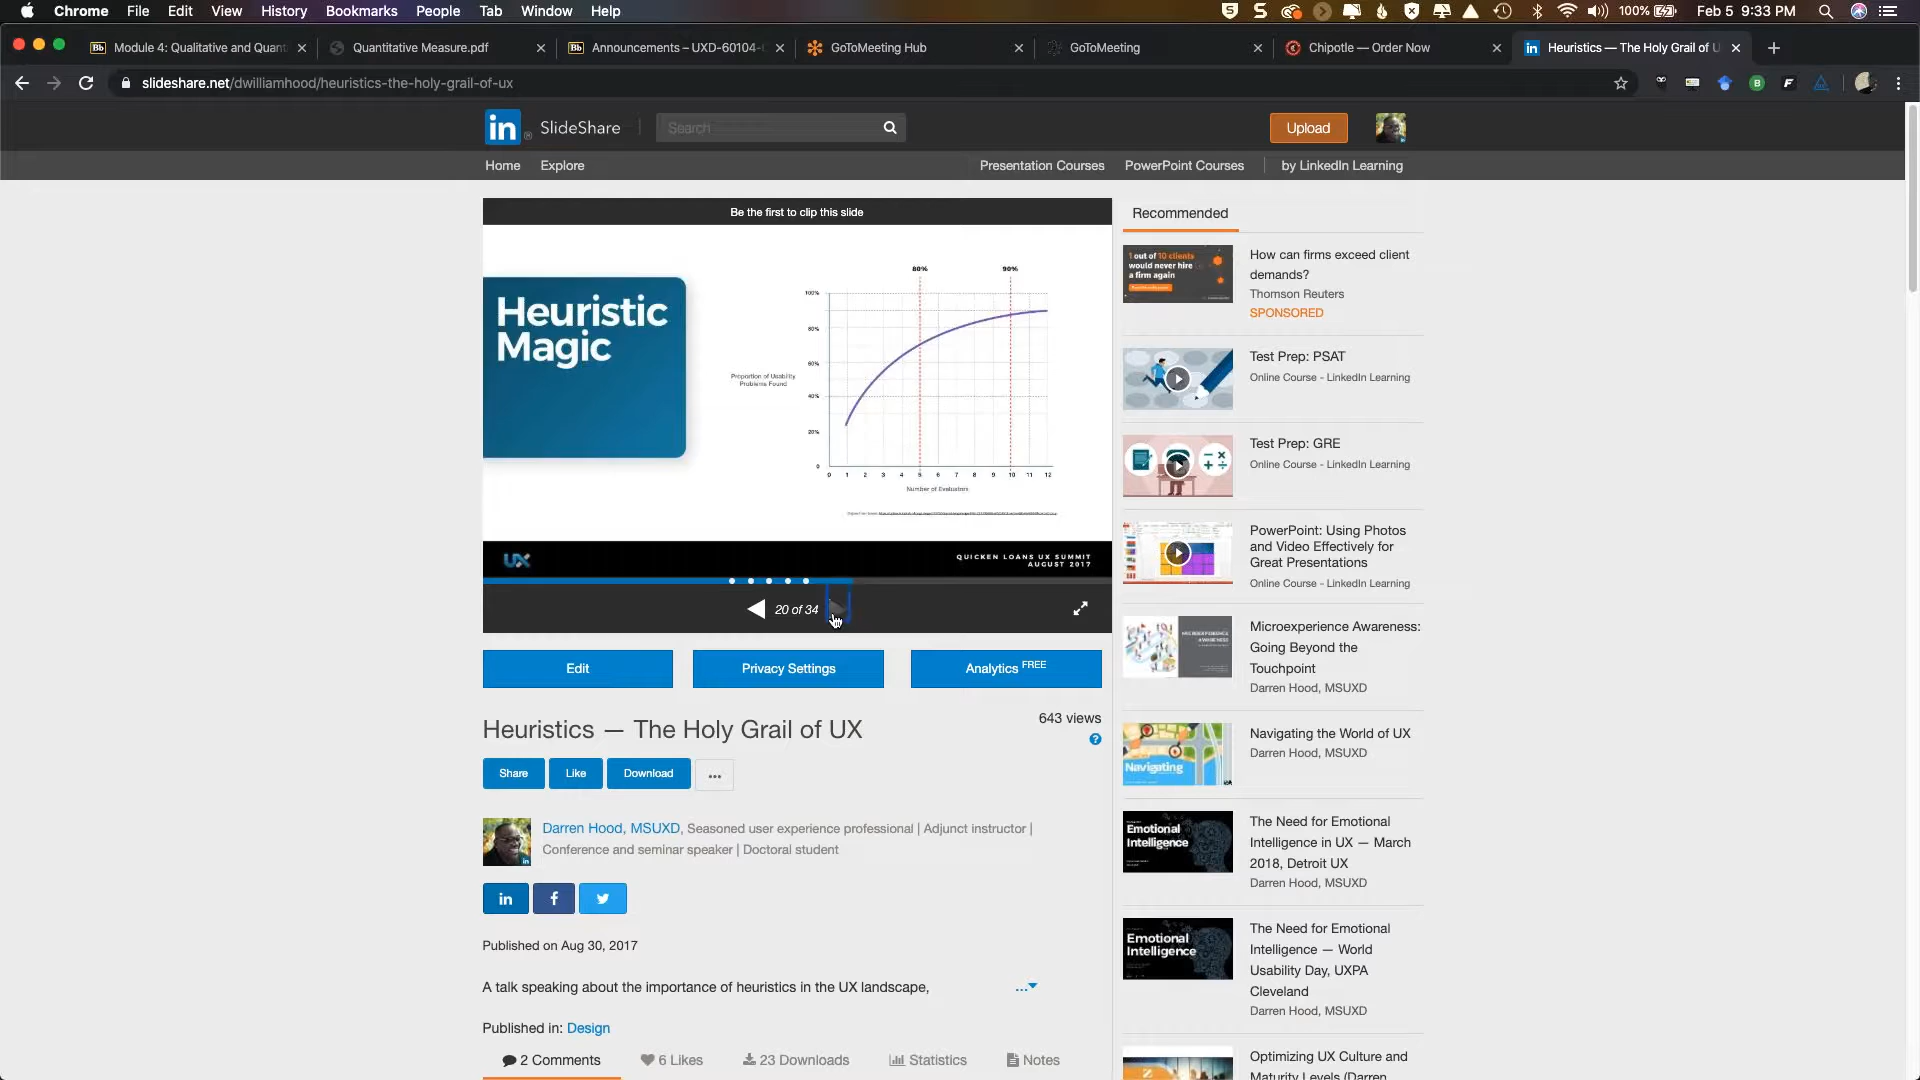 Chrome File Edit View History Bookmarks People Tab Window Help
100% Feb 5 9:33 PM
Module 4: Qualitative and Quant
Quantitative Measure.pdf
Announcements – UXD-60104-
GoToMeeting Hub
GoToMeeting
Chipotle — Order Now
Heuristics — The Holy Grail of U
slideshare.net/dwilliamhood/heuristics-the-holy-grail-of-ux
in SlideShare
Search
Upload
Home Explore
Presentation Courses PowerPoint Courses by LinkedIn Learning
Be the first to clip this slide
Heuristic
Magic
80% 90%
100%
80%
60%
40%
20%
0
Proportion of Usability
Problems Found
0 1 2 3 4 5 6 7 8 9 10 11 12
Number of Evaluators
UX
QUICKEN LOANS UX SUMMIT
AUGUST 2017
20 of 34
Edit
Privacy Settings
Analytics FREE
Heuristics — The Holy Grail of UX
643 views
Share Like Download ...
Darren Hood, MSUXD, Seasoned user experience professional | Adjunct instructor |
Conference and seminar speaker | Doctoral student
in f
Published on Aug 30, 2017
A talk speaking about the importance of heuristics in the UX landscape,
...
Published in: Design
2 Comments
6 Likes
23 Downloads
Statistics
Notes
Recommended
1 out of 10 clients
would never hire
a firm again
How can firms exceed client
demands?
Thomson Reuters
SPONSORED
Test Prep: PSAT
Online Course - LinkedIn Learning
Test Prep: GRE
Online Course - LinkedIn Learning
PowerPoint: Using Photos
and Video Effectively for
Great Presentations
Online Course - LinkedIn Learning
Microexperience Awareness:
Going Beyond the
Touchpoint
Darren Hood, MSUXD
Navigating
Navigating the World of UX
Darren Hood, MSUXD
Emotional
Intelligence
The Need for Emotional
Intelligence in UX — March
2018, Detroit UX
Darren Hood, MSUXD
Emotional
Intelligence
The Need for Emotional
Intelligence — World
Usability Day, UXPA
Cleveland
Darren Hood, MSUXD
Optimizing UX Culture and
Maturity Levels (Darren